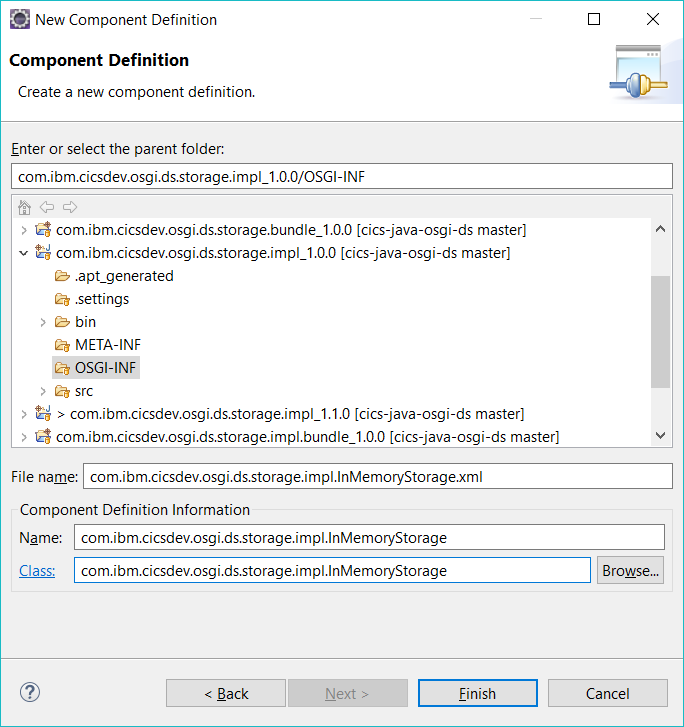 New Component Definition
Component Definition
Create a new component definition.
Enter or select the parent folder:
com.ibm.cicsdev.osgi.ds.storage.impl_1.0.0/OSGI-INF
com.ibm.cicsdev.osgi.ds.storage.bundle_1.0.0 [cics-java-osgi-ds master]
com.ibm.cicsdev.osgi.ds.storage.impl_1.0.0 [cics-java-osgi-ds master]
.apt_generated
.settings
bin
META-INF
OSGI-INF
src
> com.ibm.cicsdev.osgi.ds.storage.impl_1.1.0 [cics-java-osgi-ds master]
com.ibm.cicsdev.osgi.ds.storage.impl.bundle_1.0.0 [cics-java-osgi-ds master]
File name: com.ibm.cicsdev.osgi.ds.storage.impl.InMemoryStorage.xml
Component Definition Information
Name: com.ibm.cicsdev.osgi.ds.storage.impl.InMemoryStorage
Class: com.ibm.cicsdev.osgi.ds.storage.impl.InMemoryStorage Browse...
? < Back Next > Finish Cancel